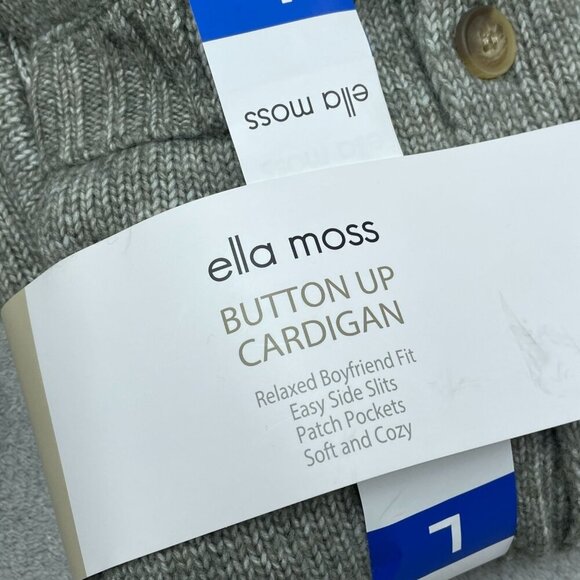 ella moss
ella moss
BUTTON UP
CARDIGAN
Relaxed Boyfriend Fit
Easy Side Slits
Patch Pockets
Soft and Cozy
L